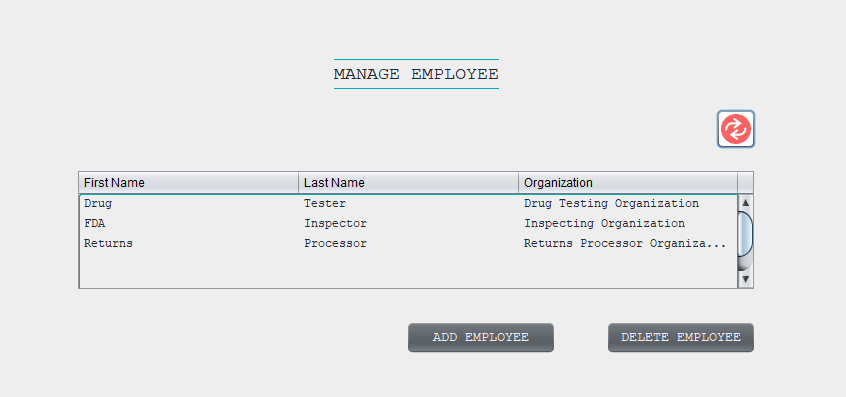 MANAGE EMPLOYEE
First Name Last Name Organization
Drug Tester Drug Testing Organization
FDA Inspector Inspecting Organization
Returns Processor Returns Processor Organiza...
ADD EMPLOYEE DELETE EMPLOYEE